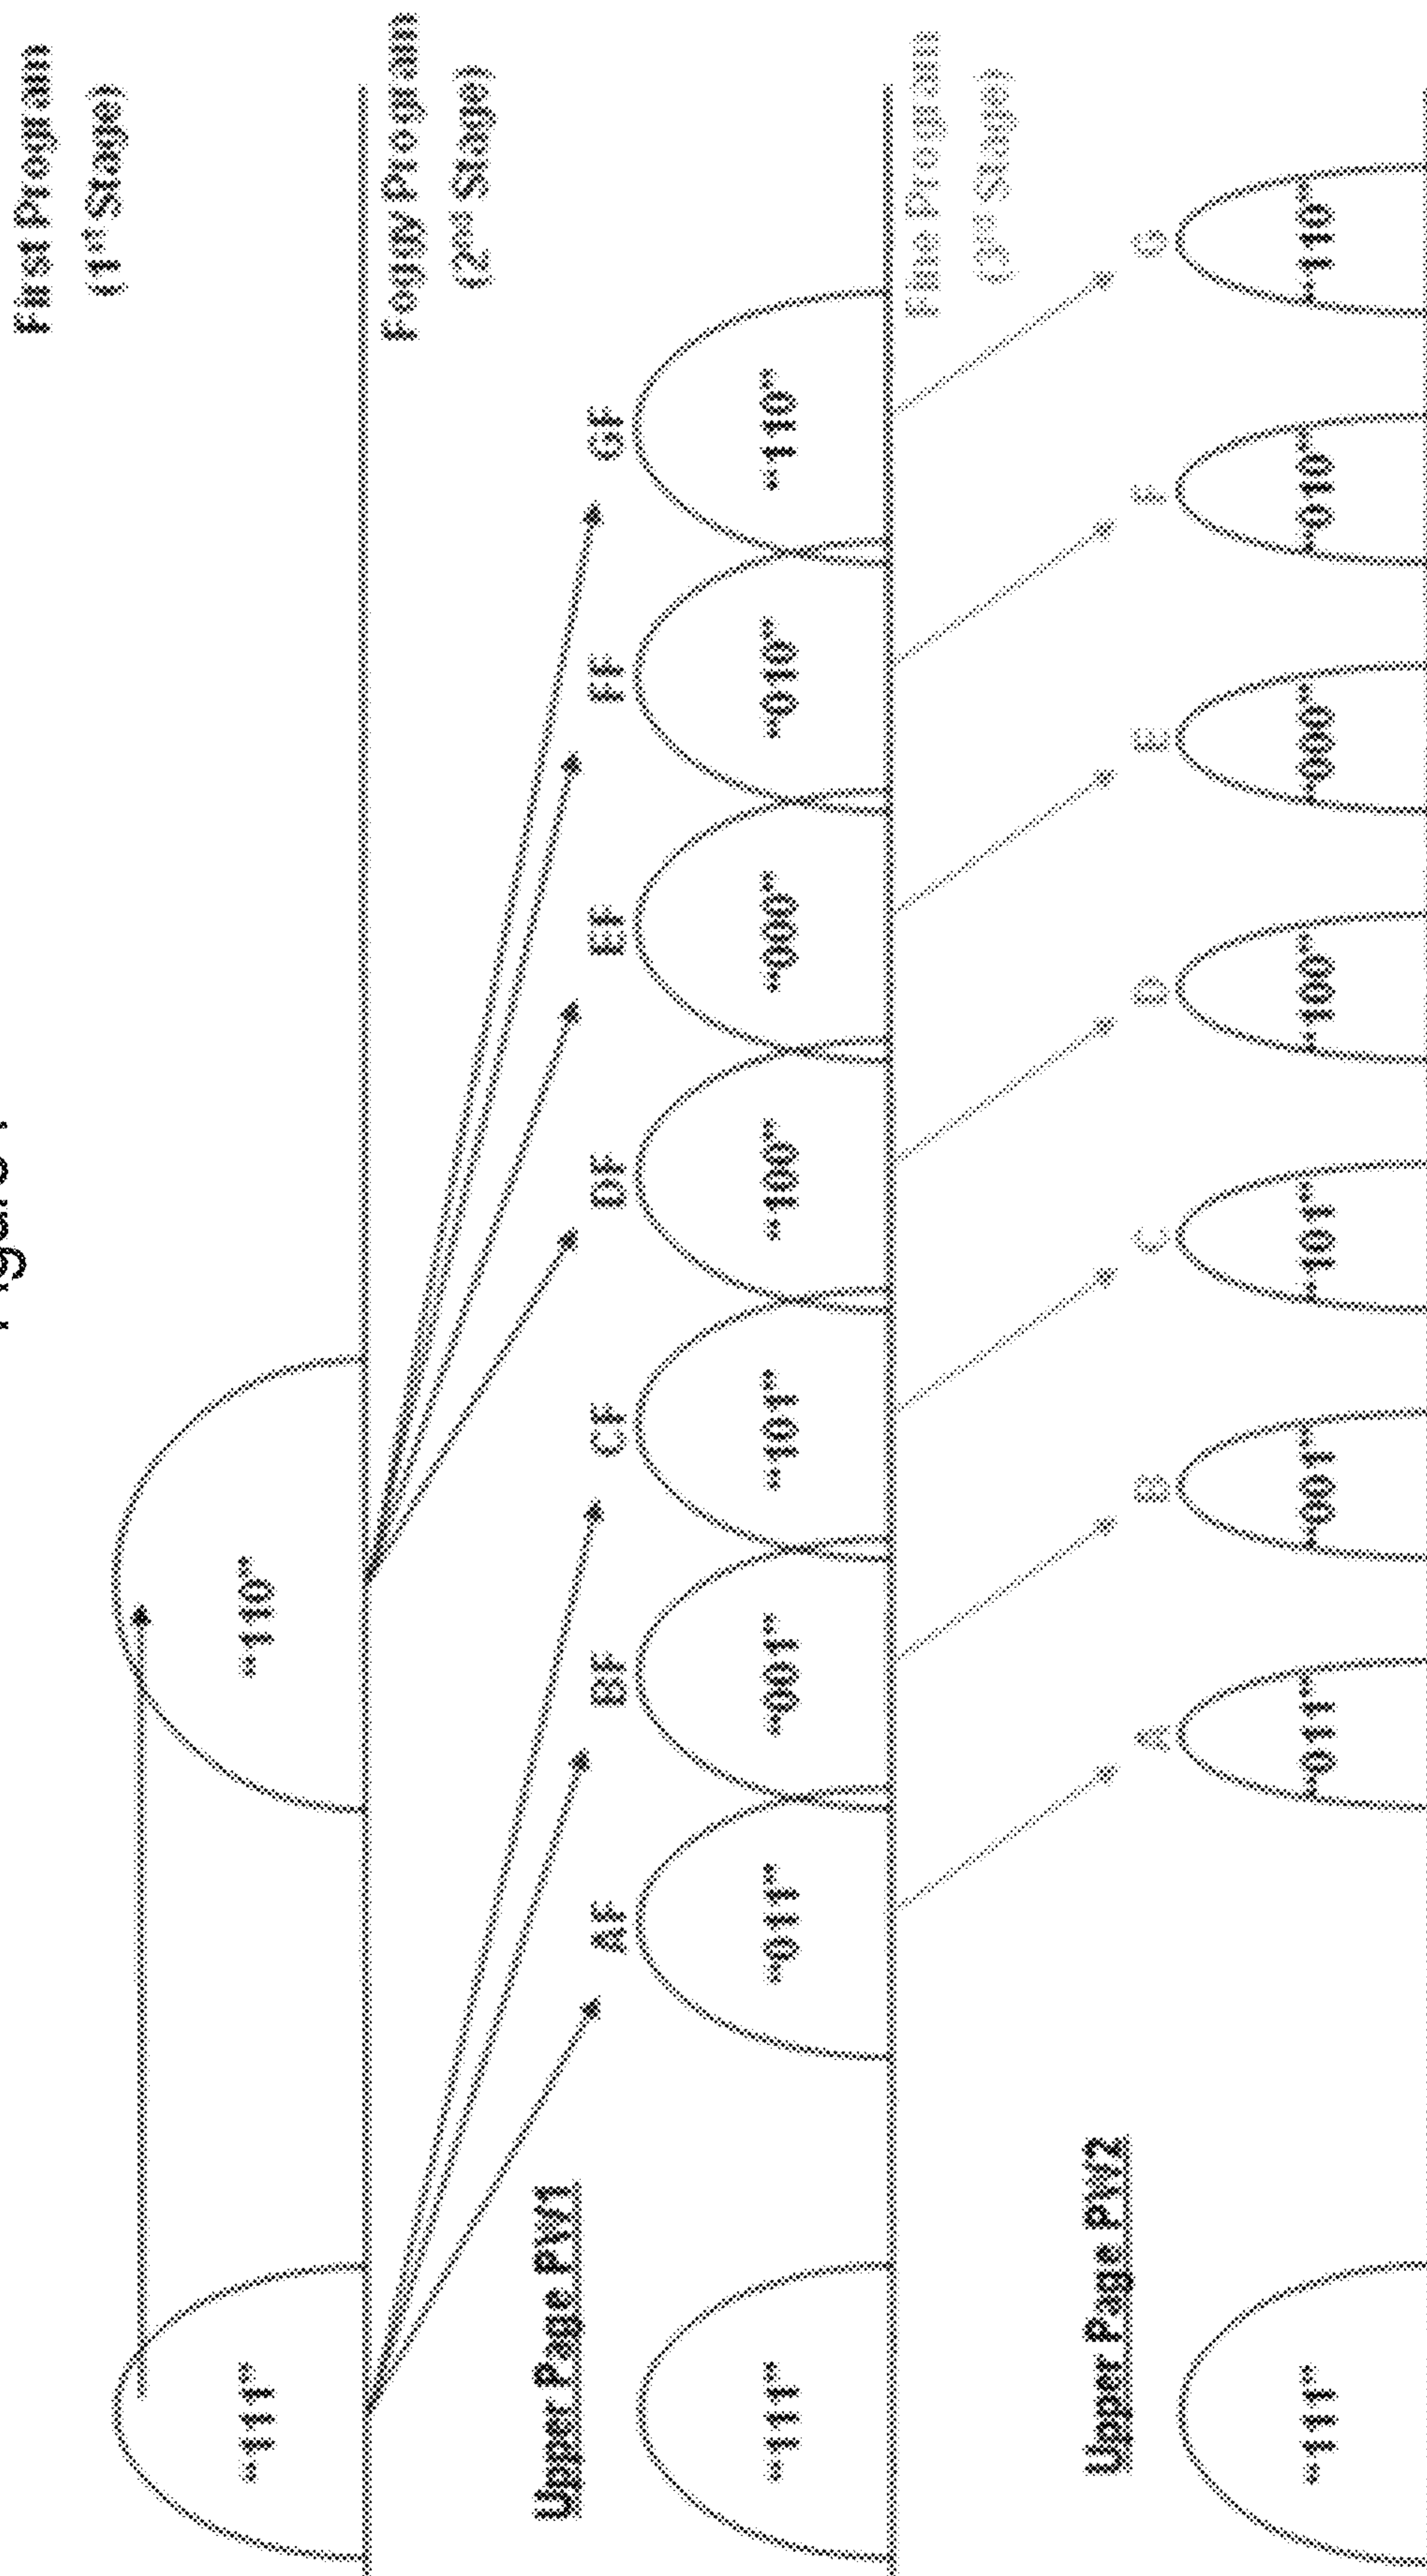 First Program
(1st Stage)
"111"
"110"
Foggy Program
(2nd Stage)
Upper Page PW1
AF
BF
CF
DF
EF
FF
GF
"111"
"011"
"001"
"101"
"100"
"000"
"010"
"110"
Fine Program
(3rd Stage)
Upper Page PW2
A
B
C
D
E
F
G
"111"
"011"
"001"
"101"
"100"
"000"
"010"
"110"